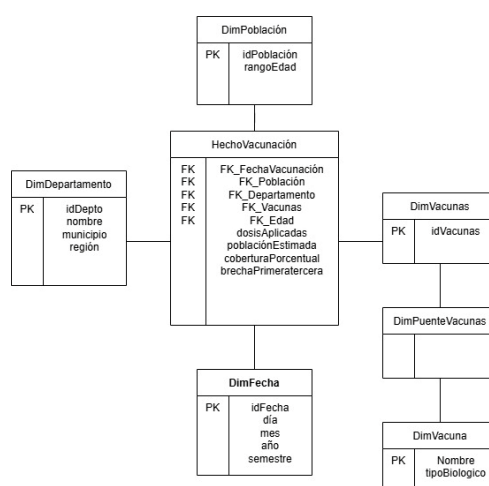 DimPoblación
PK idPoblación
rangoEdad
HechoVacunación
FK FK_FechaVacunación
FK FK_Población
FK FK_Departamento
FK FK_Vacunas
FK FK_Edad
dosisAplicadas
poblaciónEstimada
coberturaPorcentual
brechaPrimeratercera
DimDepartamento
PK idDepto
nombre
municipio
región
DimVacunas
PK idVacunas
DimPuenteVacunas
DimFecha
PK idFecha
día
mes
año
semestre
DimVacuna
PK Nombre
tipoBiologico